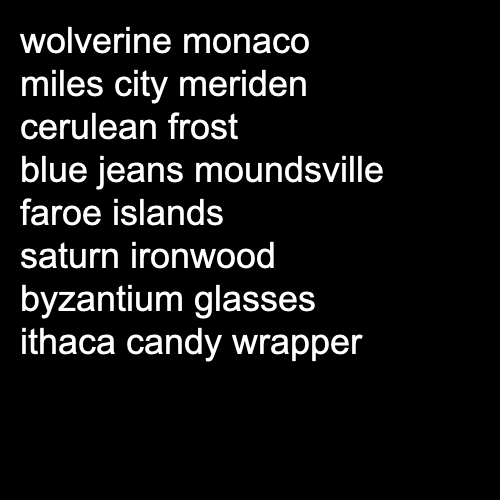 wolverine monaco
miles city meriden
cerulean frost
blue jeans moundsville
faroe islands
saturn ironwood
byzantium glasses
ithaca candy wrapper